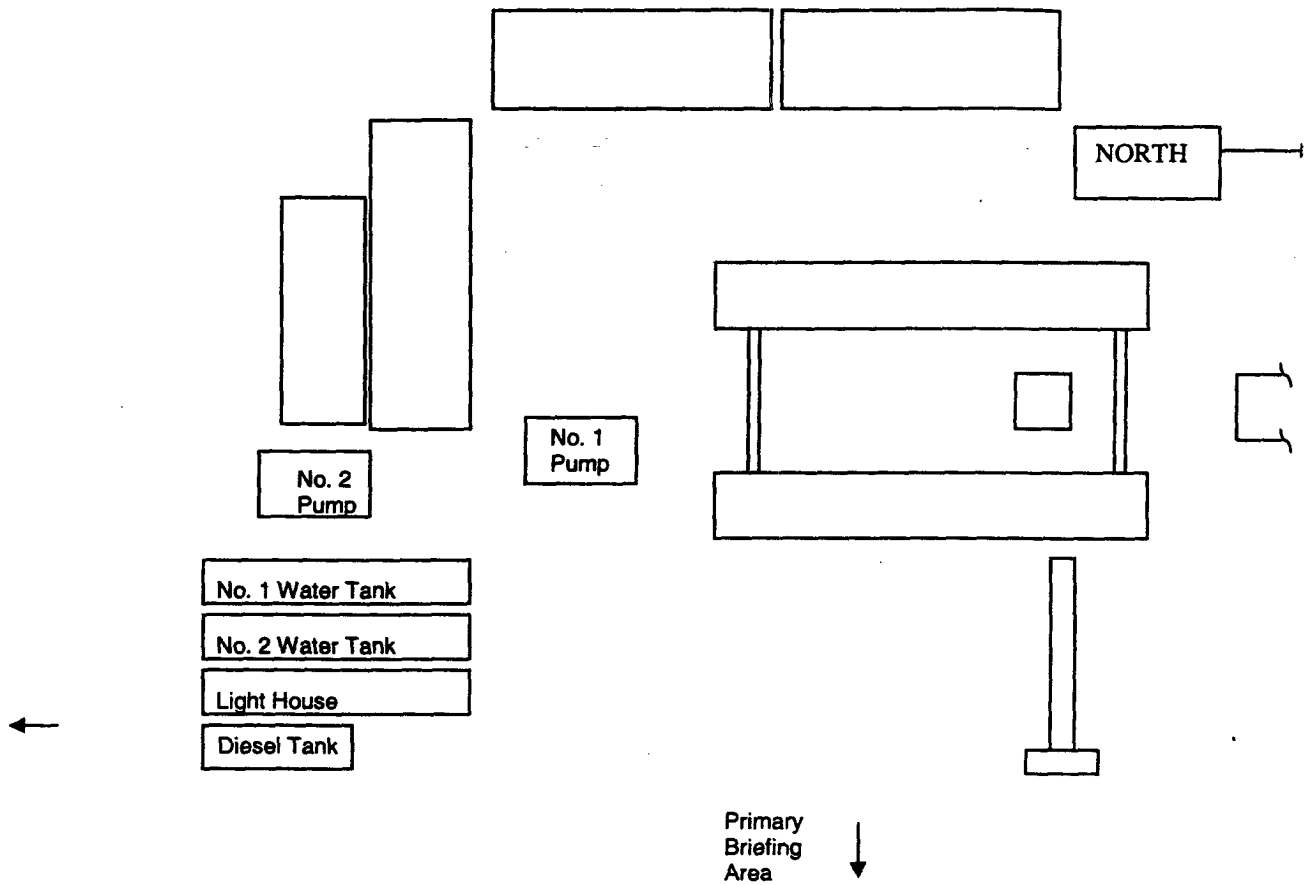 NORTH
No. 1
Pump
No. 2
Pump
No. 1 Water Tank
No. 2 Water Tank
Light House
Diesel Tank
Primary
Briefing
Area